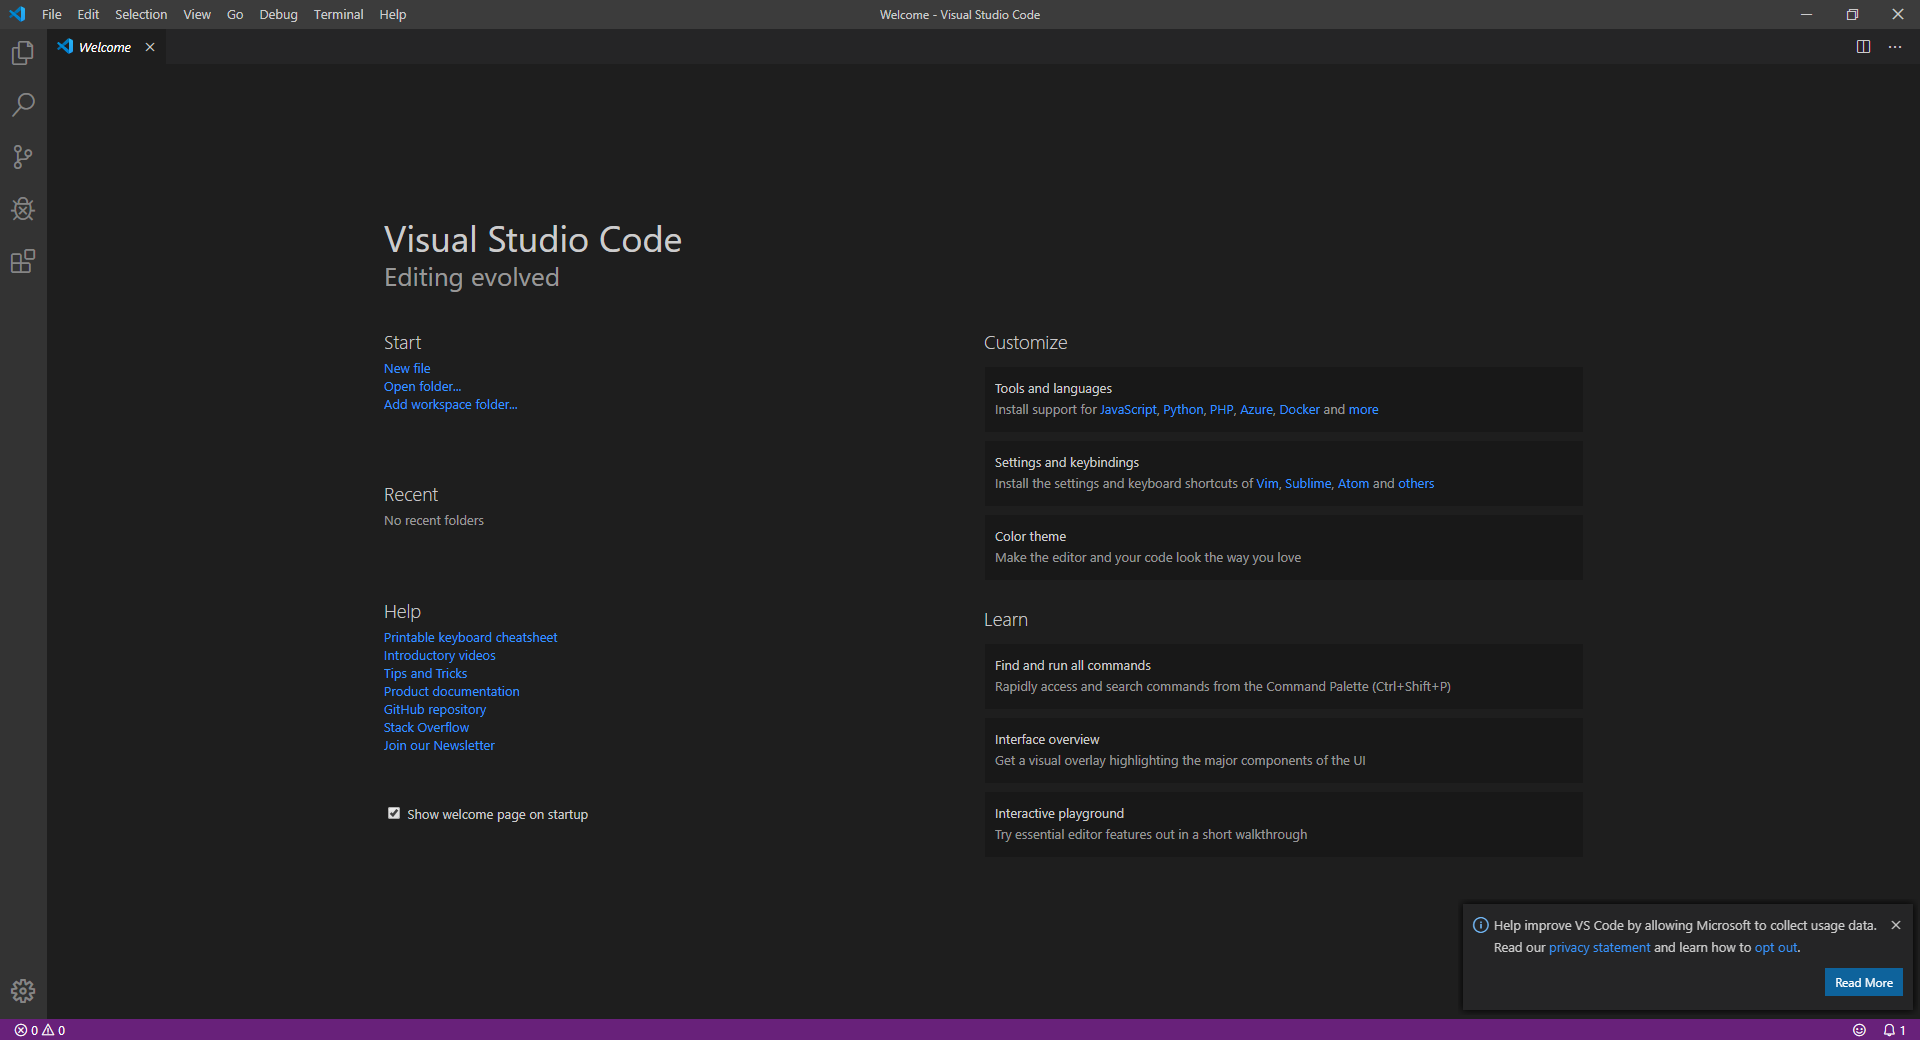 File Edit Selection View Go Debug Terminal Help
Welcome - Visual Studio Code
Welcome
Visual Studio Code
Editing evolved
Start
New file
Open folder...
Add workspace folder...
Recent
No recent folders
Help
Printable keyboard cheatsheet
Introductory videos
Tips and Tricks
Product documentation
GitHub repository
Stack Overflow
Join our Newsletter
Show welcome page on startup
Customize
Tools and languages
Install support for JavaScript, Python, PHP, Azure, Docker and more
Settings and keybindings
Install the settings and keyboard shortcuts of Vim, Sublime, Atom and others
Color theme
Make the editor and your code look the way you love
Learn
Find and run all commands
Rapidly access and search commands from the Command Palette (Ctrl+Shift+P)
Interface overview
Get a visual overlay highlighting the major components of the UI
Interactive playground
Try essential editor features out in a short walkthrough
Help improve VS Code by allowing Microsoft to collect usage data.
Read our privacy statement and learn how to opt out.
Read More
0 0
1